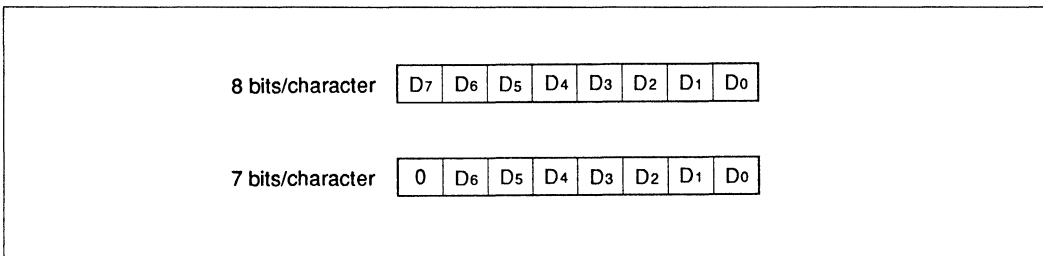 8 bits/character D7 D6 D5 D4 D3 D2 D1 D0
7 bits/character 0 D6 D5 D4 D3 D2 D1 D0